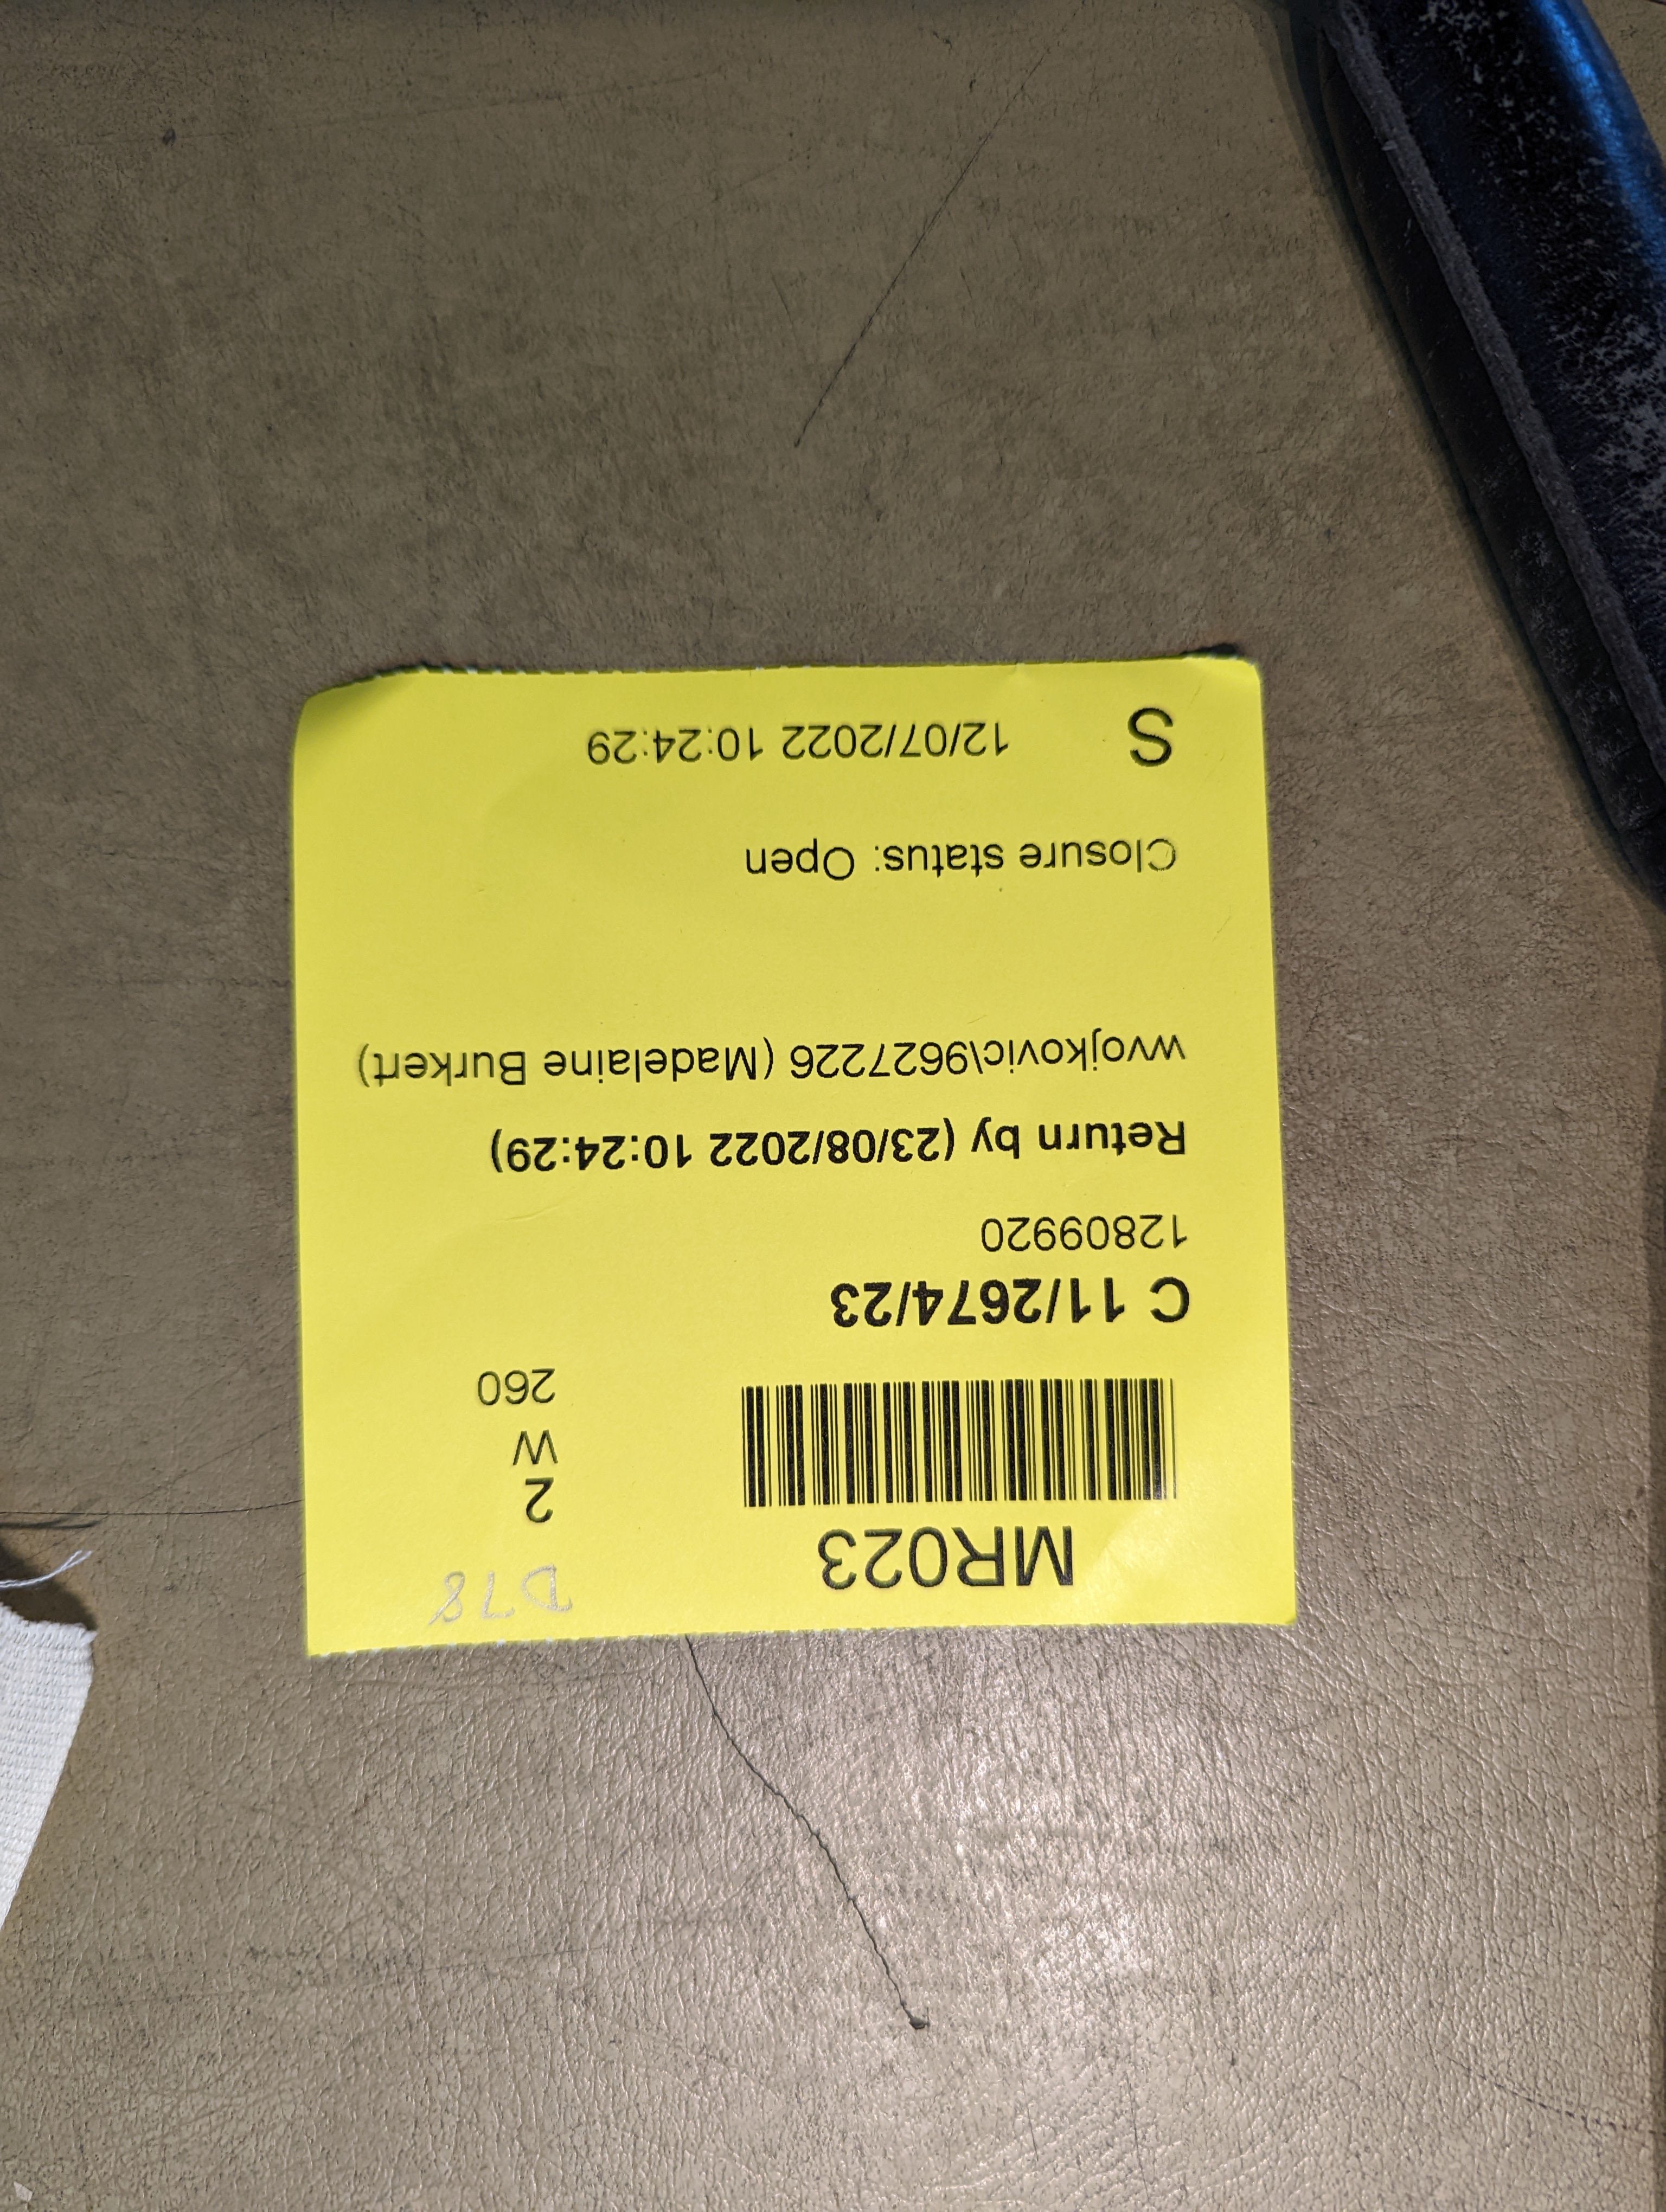 MR023
D78
2
W
260
C 11/2674/23
12809920
Return by (23/08/2022 10:24:29)
wvojkovic\9627226 (Madelaine Burkert)
Closure status: Open
S 12/07/2022 10:24:29